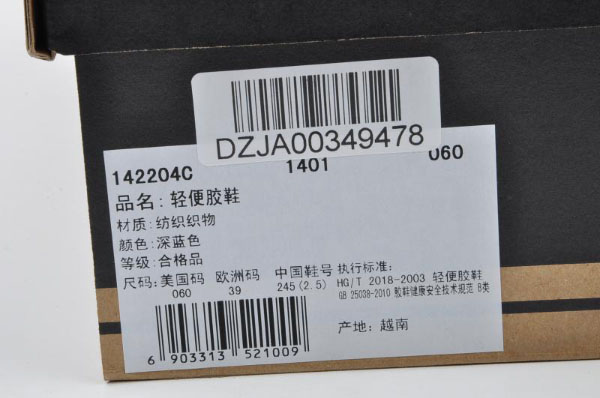 DZJA00349478
142204C 1401 060
品名:轻便胶鞋
材质:纺织织物
颜色:深蓝色
等级:合格品
尺码:美国码 欧洲码 中国鞋号
060 39 245(2.5)
执行标准:
HG/T 2018-2003 轻便胶鞋
GB 25038-2010 胶鞋健康安全技术规范 B类
产地:越南
6 903313 521009